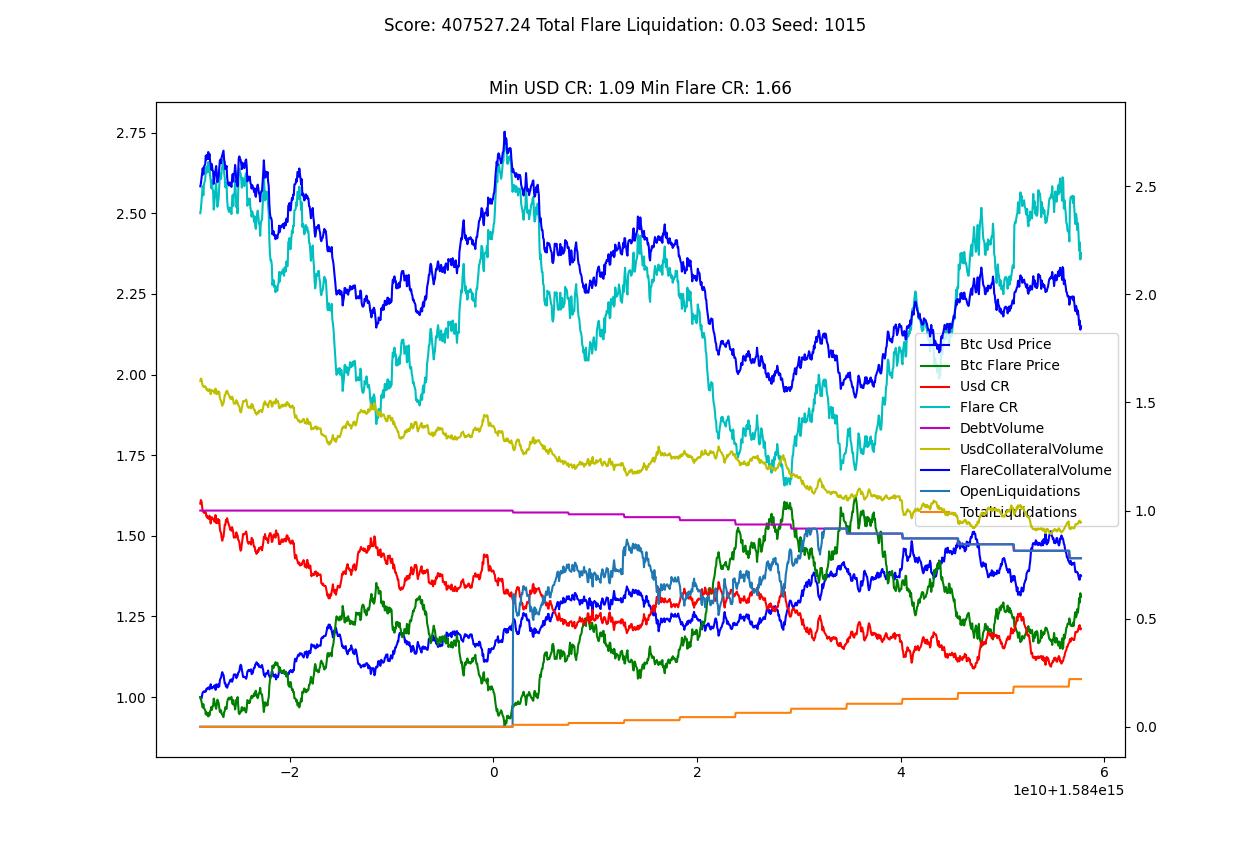 Score: 407527.24 Total Flare Liquidation: 0.03 Seed: 1015
Min USD CR: 1.09 Min Flare CR: 1.66
2.75
2.50
2.25
2.00
1.75
1.50
1.25
1.00
2.5
2.0
1.5
1.0
0.5
0.0
Btc Usd Price
Btc Flare Price
Usd CR
Flare CR
DebtVolume
UsdCollateralVolume
FlareCollateralVolume
OpenLiquidations
TotalLiquidations
−2 0 2 4 6
1e10+1.584e15